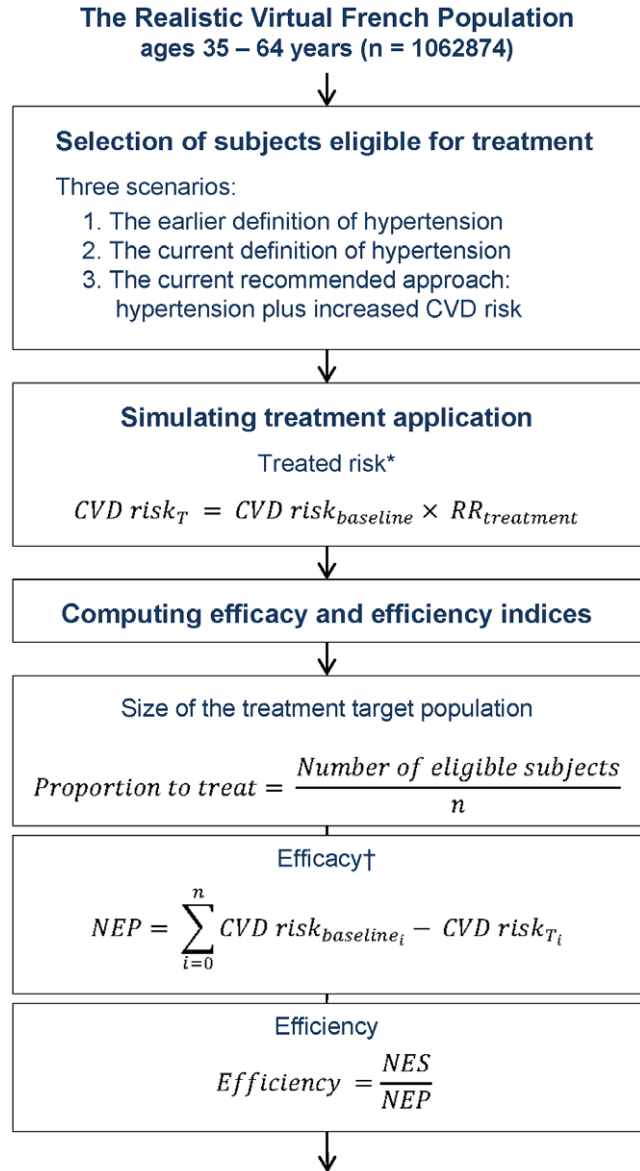 The Realistic Virtual French Population
ages 35 – 64 years (n = 1062874)
Selection of subjects eligible for treatment
Three scenarios:
1. The earlier definition of hypertension
2. The current definition of hypertension
3. The current recommended approach:
hypertension plus increased CVD risk
Simulating treatment application
Treated risk*
CVD risk_T = CVD risk_baseline × RR_treatment
Computing efficacy and efficiency indices
Size of the treatment target population
Proportion to treat = Number of eligible subjects / n
Efficacy†
NEP = ∑_{i=0}^{n} CVD risk_{baseline_i} − CVD risk_{T_i}
Efficiency
Efficiency = NES / NEP